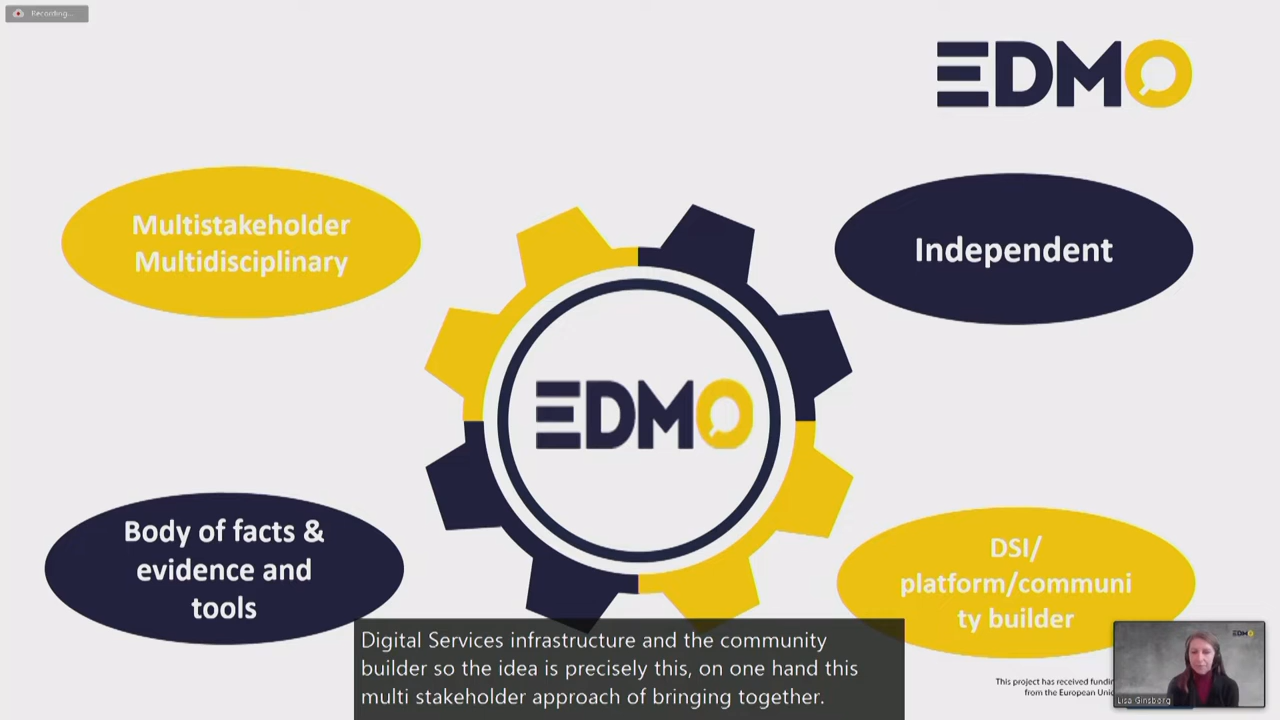 Recording...
EDMO
Multistakeholder
Multidisciplinary
Independent
EDMO
Body of facts &
evidence and
tools
DSI/
platform/communi
ty builder
Digital Services infrastructure and the community
builder so the idea is precisely this, on one hand this
multi stakeholder approach of bringing together.
This project has received
from the European
EDMO
Lisa Ginsborg